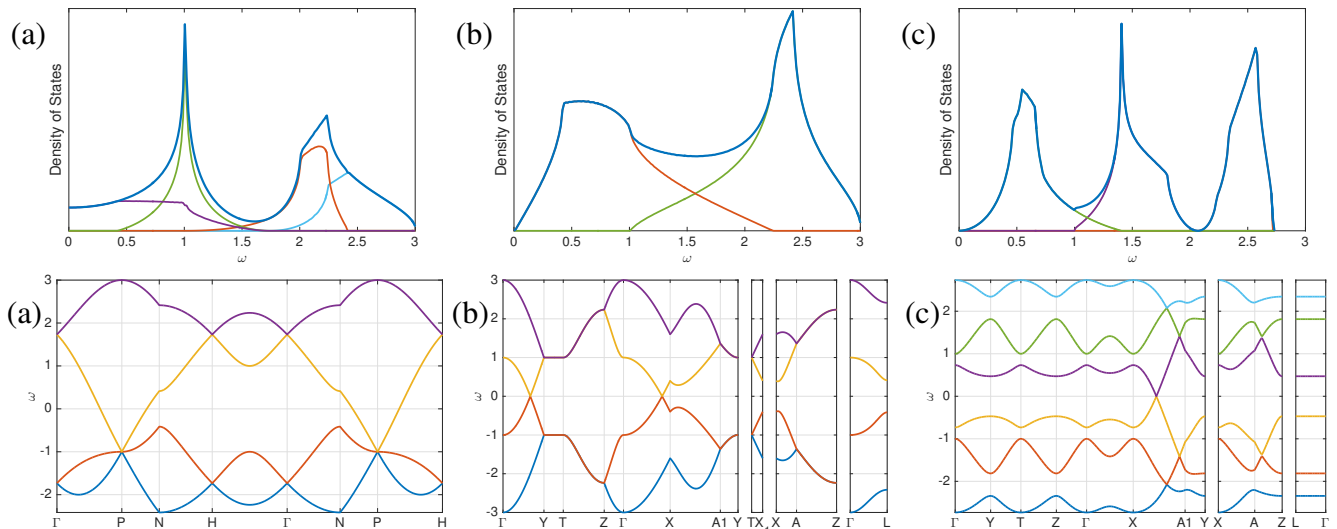 (a)
Density of States
0 0.5 1 1.5 2 2.5 3
ω
(b)
Density of States
0 0.5 1 1.5 2 2.5 3
ω
(c)
Density of States
0 0.5 1 1.5 2 2.5 3
ω
(a)
ω
3
2
1
0
-1
-2
Γ P N H Γ N P H
(b)
ω
3
2
1
0
-1
-2
-3
Γ Y T Z Γ X A1 Y
TX
X A Z
Γ L
(c)
ω
2
1
0
-1
-2
Γ Y T Z Γ X A1 Y
X A Z
Γ L